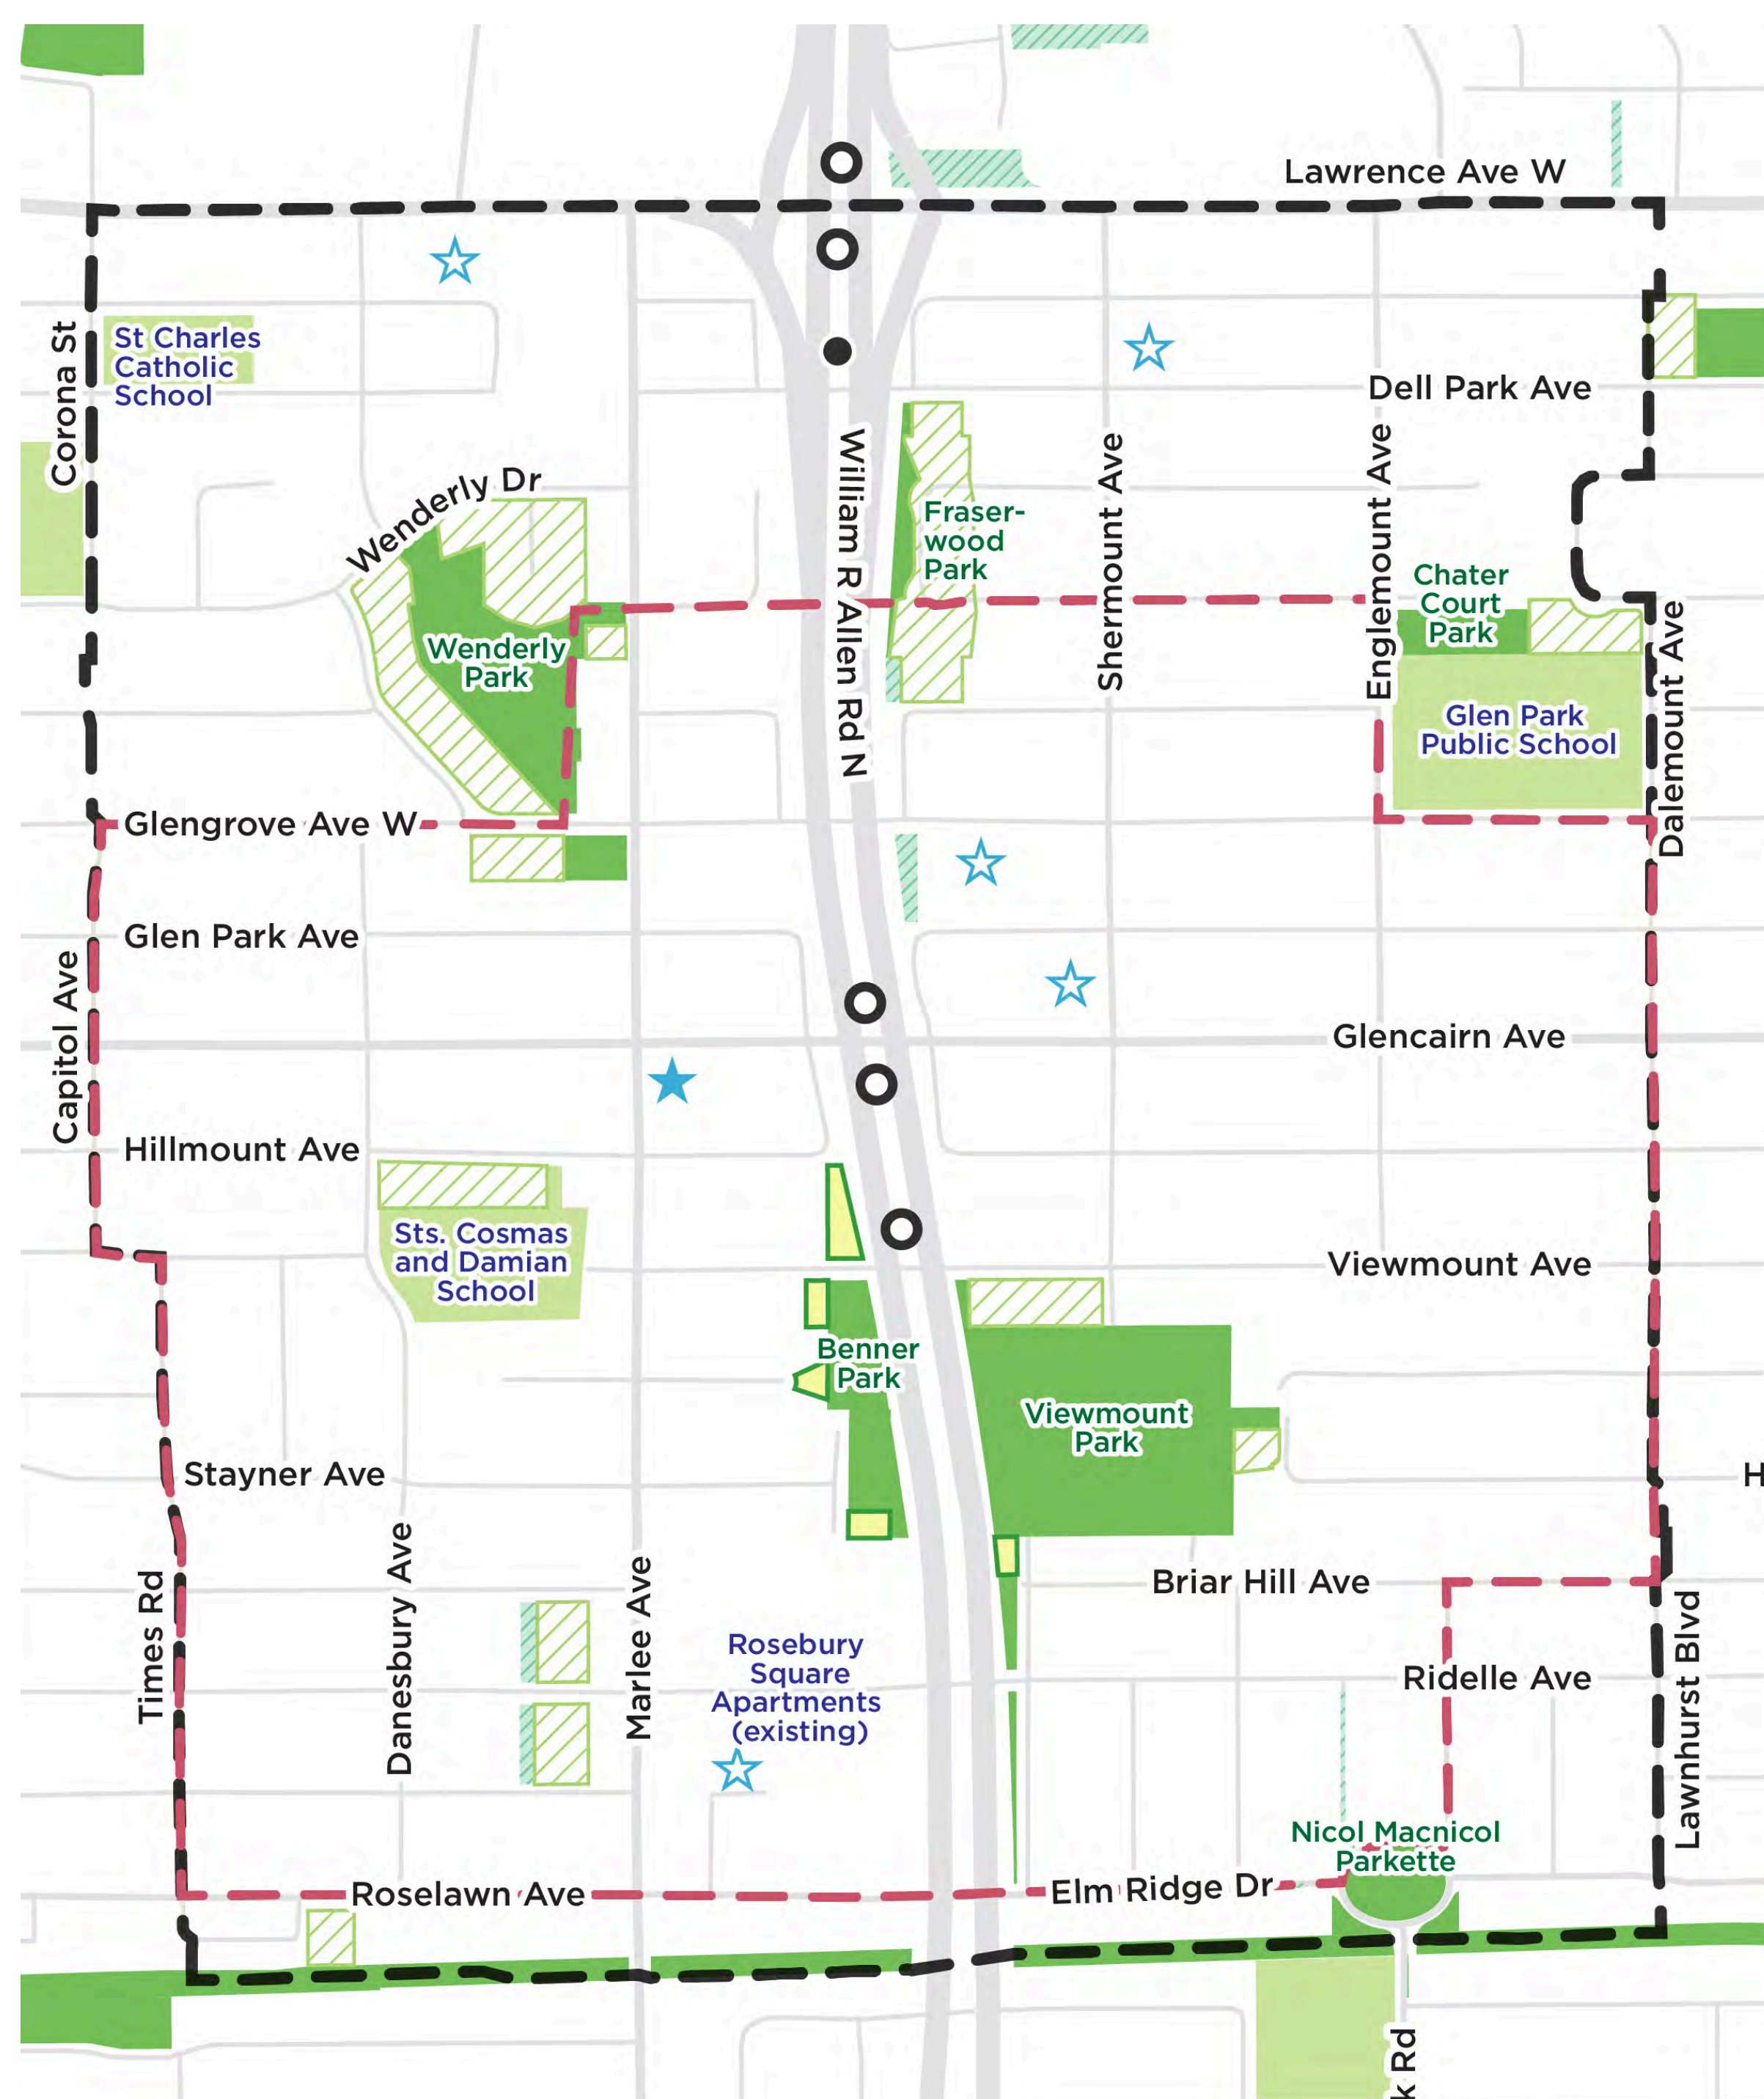 Lawrence Ave W
Corona St
St Charles
Catholic
School
Dell Park Ave
Wenderly Dr
William R Allen Rd N
Fraser-
wood
Park
Shermount Ave
Englemount Ave
Chater
Court
Park
Wenderly
Park
Glen Park
Public School
Dalemount Ave
Glengrove Ave W
Glen Park Ave
Capitol Ave
Glencairn Ave
Hillmount Ave
Sts. Cosmas
and Damian
School
Viewmount Ave
Benner
Park
Viewmount
Park
Stayner Ave
H
Times Rd
Danesbury Ave
Marlee Ave
Briar Hill Ave
Rosebury
Square
Apartments
(existing)
Ridelle Ave
Lawnhurst Blvd
Nicol Macnicol
Parkette
Roselawn Ave
Elm Ridge Dr
k Rd